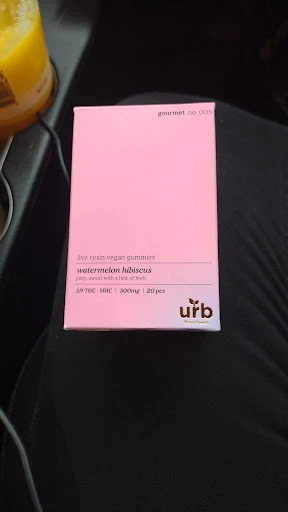 gourmet no. 005
live resin vegan gummies
watermelon hibiscus
juicy, sweet with a hint of herb
Δ9 THC : HHC | 300mg | 20 pcs
urb